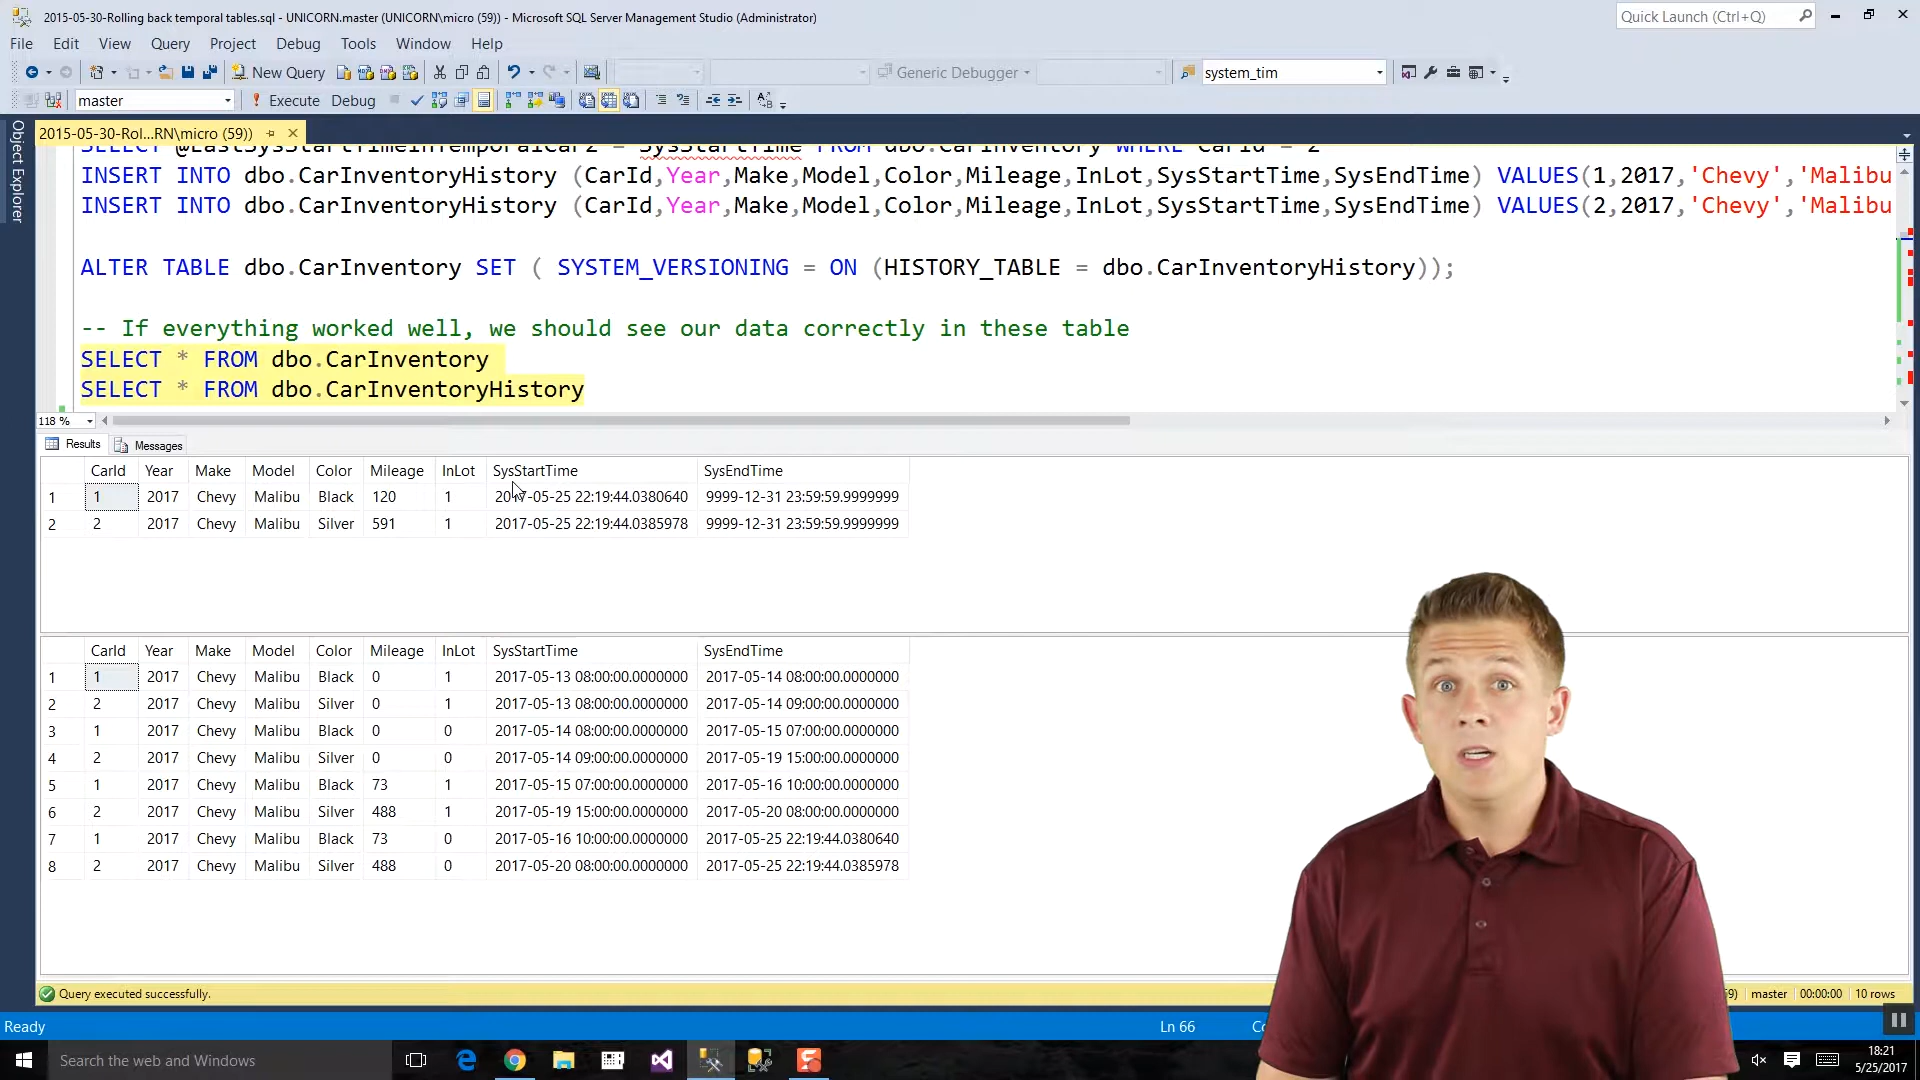 2015-05-30-Rolling back temporal tables.sql - UNICORN.master (UNICORN\micro (59)) - Microsoft SQL Server Management Studio (Administrator)
Quick Launch (Ctrl+Q)
File Edit View Query Project Debug Tools Window Help
New Query Generic Debugger system_tim
master Execute Debug
2015-05-30-Rol...RN\micro (59))
Object Explorer
SELECT @LastSysStartTimeInTemporalCar2 = SysStartTime FROM dbo.CarInventory WHERE CarId = 2
INSERT INTO dbo.CarInventoryHistory (CarId,Year,Make,Model,Color,Mileage,InLot,SysStartTime,SysEndTime) VALUES(1,2017,'Chevy','Malibu
INSERT INTO dbo.CarInventoryHistory (CarId,Year,Make,Model,Color,Mileage,InLot,SysStartTime,SysEndTime) VALUES(2,2017,'Chevy','Malibu
ALTER TABLE dbo.CarInventory SET ( SYSTEM_VERSIONING = ON (HISTORY_TABLE = dbo.CarInventoryHistory));
-- If everything worked well, we should see our data correctly in these table
SELECT * FROM dbo.CarInventory
SELECT * FROM dbo.CarInventoryHistory
118 %
Results Messages
CarId Year Make Model Color Mileage InLot SysStartTime SysEndTime
1 1 2017 Chevy Malibu Black 120 1 2017-05-25 22:19:44.0380640 9999-12-31 23:59:59.9999999
2 2 2017 Chevy Malibu Silver 591 1 2017-05-25 22:19:44.0385978 9999-12-31 23:59:59.9999999
CarId Year Make Model Color Mileage InLot SysStartTime SysEndTime
1 1 2017 Chevy Malibu Black 0 1 2017-05-13 08:00:00.0000000 2017-05-14 08:00:00.0000000
2 2 2017 Chevy Malibu Silver 0 1 2017-05-13 08:00:00.0000000 2017-05-14 09:00:00.0000000
3 1 2017 Chevy Malibu Black 0 0 2017-05-14 08:00:00.0000000 2017-05-15 07:00:00.0000000
4 2 2017 Chevy Malibu Silver 0 0 2017-05-14 09:00:00.0000000 2017-05-19 15:00:00.0000000
5 1 2017 Chevy Malibu Black 73 1 2017-05-15 07:00:00.0000000 2017-05-16 10:00:00.0000000
6 2 2017 Chevy Malibu Silver 488 1 2017-05-19 15:00:00.0000000 2017-05-20 08:00:00.0000000
7 1 2017 Chevy Malibu Black 73 0 2017-05-16 10:00:00.0000000 2017-05-25 22:19:44.0380640
8 2 2017 Chevy Malibu Silver 488 0 2017-05-20 08:00:00.0000000 2017-05-25 22:19:44.0385978
Query executed successfully. 59) master 00:00:00 10 rows
Ready Ln 66
Search the web and Windows
18:21
5/25/2017